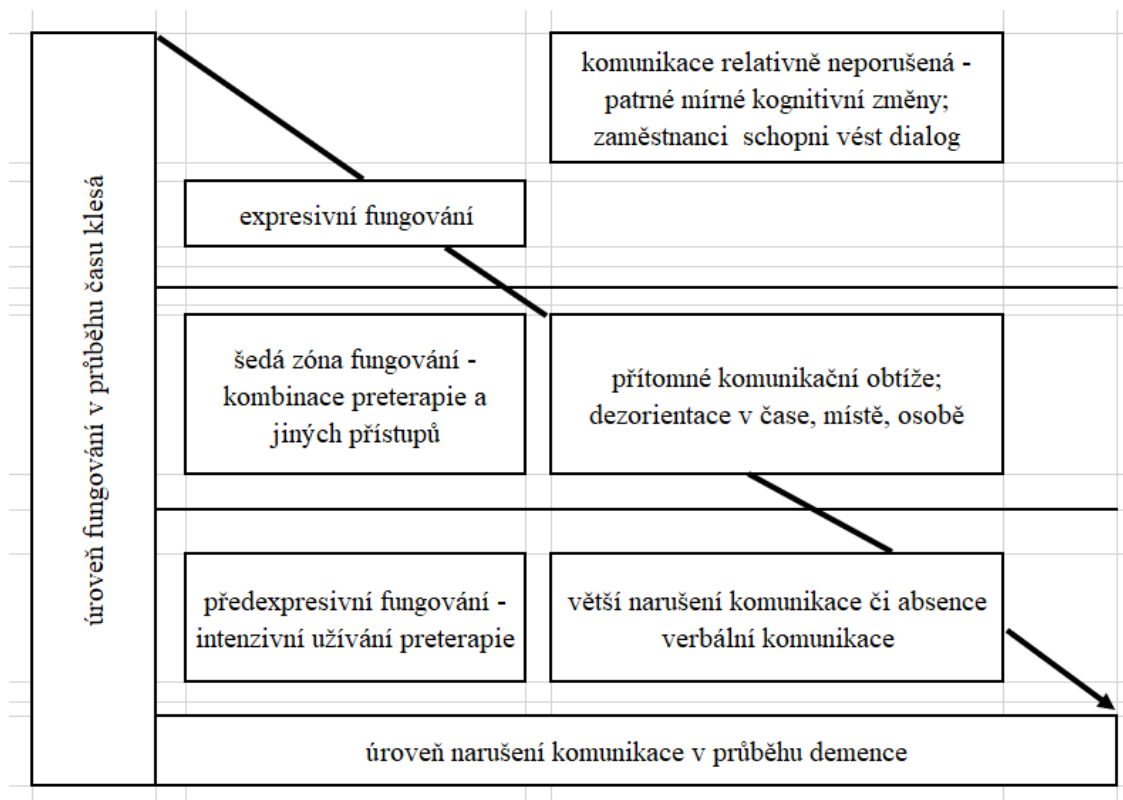 úroveň fungování v průběhu času klesá
komunikace relativně neporušená -
patrné mírné kognitivní změny;
zaměstnanci  schopni vést dialog
expresivní fungování
šedá zóna fungování -
kombinace preterapie a
jiných přístupů
přítomné komunikační obtíže;
dezorientace v čase, místě, osobě
předexpresivní fungování -
intenzivní užívání preterapie
větší narušení komunikace či absence
verbální komunikace
úroveň narušení komunikace v průběhu demence